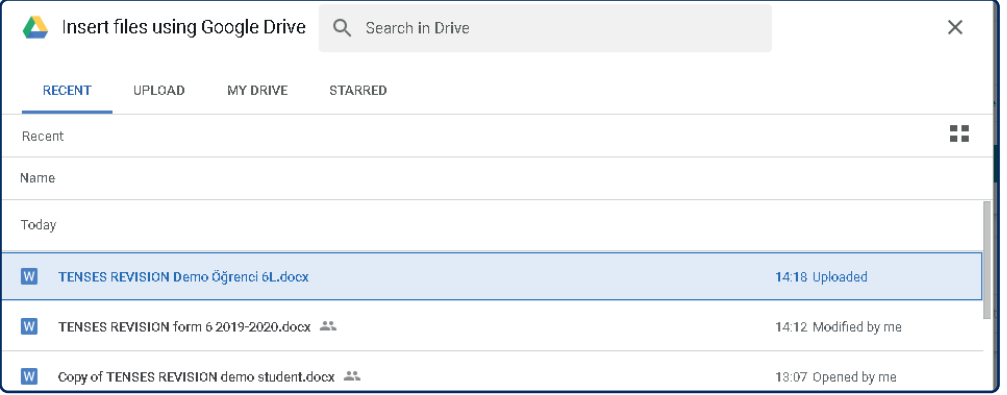 Insert files using Google Drive Search in Drive
RECENT UPLOAD MY DRIVE STARRED
Recent
Name
Today
W TENSES REVISION Demo Öğrenci 6L.docx 14:18 Uploaded
W TENSES REVISION form 6 2019-2020.docx 14:12 Modified by me
W Copy of TENSES REVISION demo student.docx 13:07 Opened by me